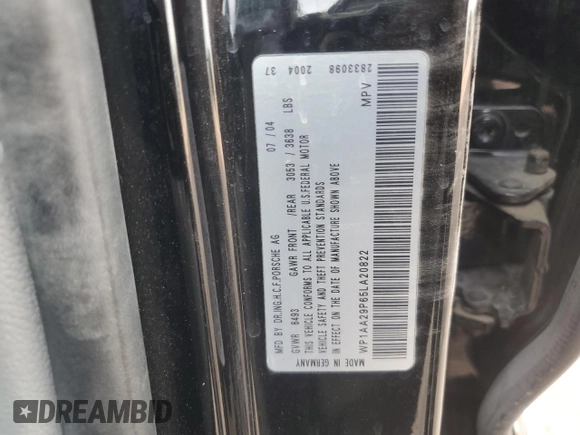 MFD BY DR.ING.H.C.F.PORSCHE AG 07 / 04
GVWR 6493 GAWR FRONT /REAR 3053 / 3638 LBS
THIS VEHICLE CONFORMS TO ALL APPLICABLE U.S.FEDERAL MOTOR
VEHICLE SAFETY AND THEFT PREVENTION STANDARDS
IN EFFECT ON THE DATE OF MANUFACTURE SHOWN ABOVE
2004 37
WP1AA29P65LA20822 MPV
2833098
MADE IN GERMANY
DREAMBID